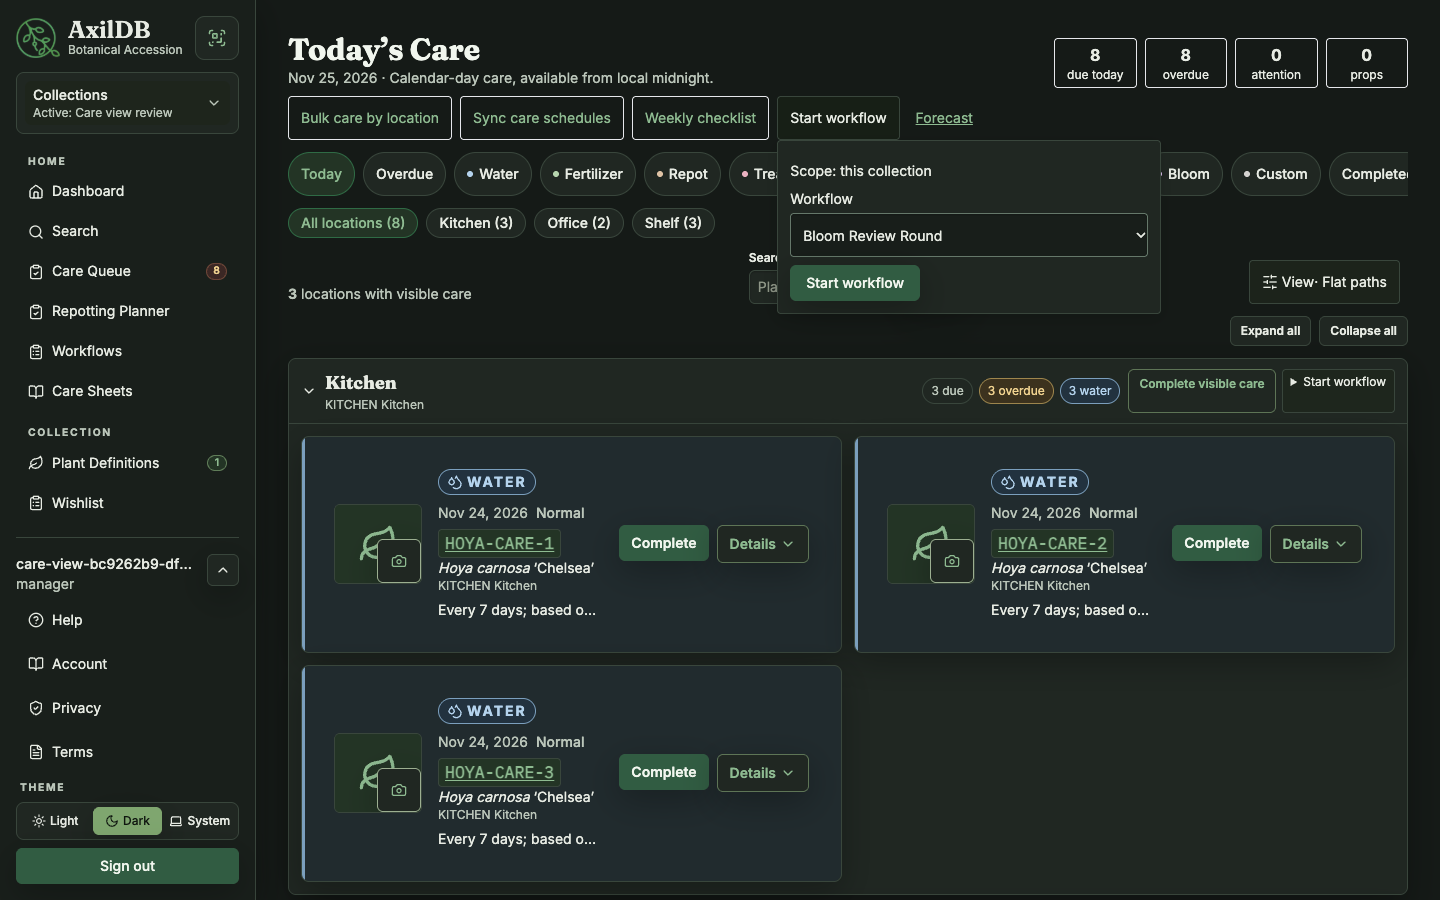 AxilDB
Botanical Accession
Collections
Active: Care view review
HOME
Dashboard
Search
Care Queue 8
Repotting Planner
Workflows
Care Sheets
COLLECTION
Plant Definitions 1
Wishlist
care-view-bc9262b9-df...
manager
Help
Account
Privacy
Terms
THEME
Light Dark System
Sign out
Today's Care
Nov 25, 2026 · Calendar-day care, available from local midnight.
8 due today
8 overdue
0 attention
0 props
Bulk care by location Sync care schedules Weekly checklist Start workflow Forecast
Today Overdue Water Fertilizer Repot Bloom Custom
All locations (8) Kitchen (3) Office (2) Shelf (3)
Scope: this collection
Workflow
Bloom Review Round
Start workflow
3 locations with visible care
View· Flat paths
Expand all Collapse all
Kitchen
KITCHEN Kitchen
3 due 3 overdue 3 water Complete visible care Start workflow
WATER
Nov 24, 2026 Normal
HOYA-CARE-1
Hoya carnosa 'Chelsea'
KITCHEN Kitchen
Every 7 days; based o...
Complete Details
WATER
Nov 24, 2026 Normal
HOYA-CARE-2
Hoya carnosa 'Chelsea'
KITCHEN Kitchen
Every 7 days; based o...
Complete Details
WATER
Nov 24, 2026 Normal
HOYA-CARE-3
Hoya carnosa 'Chelsea'
KITCHEN Kitchen
Every 7 days; based o...
Complete Details